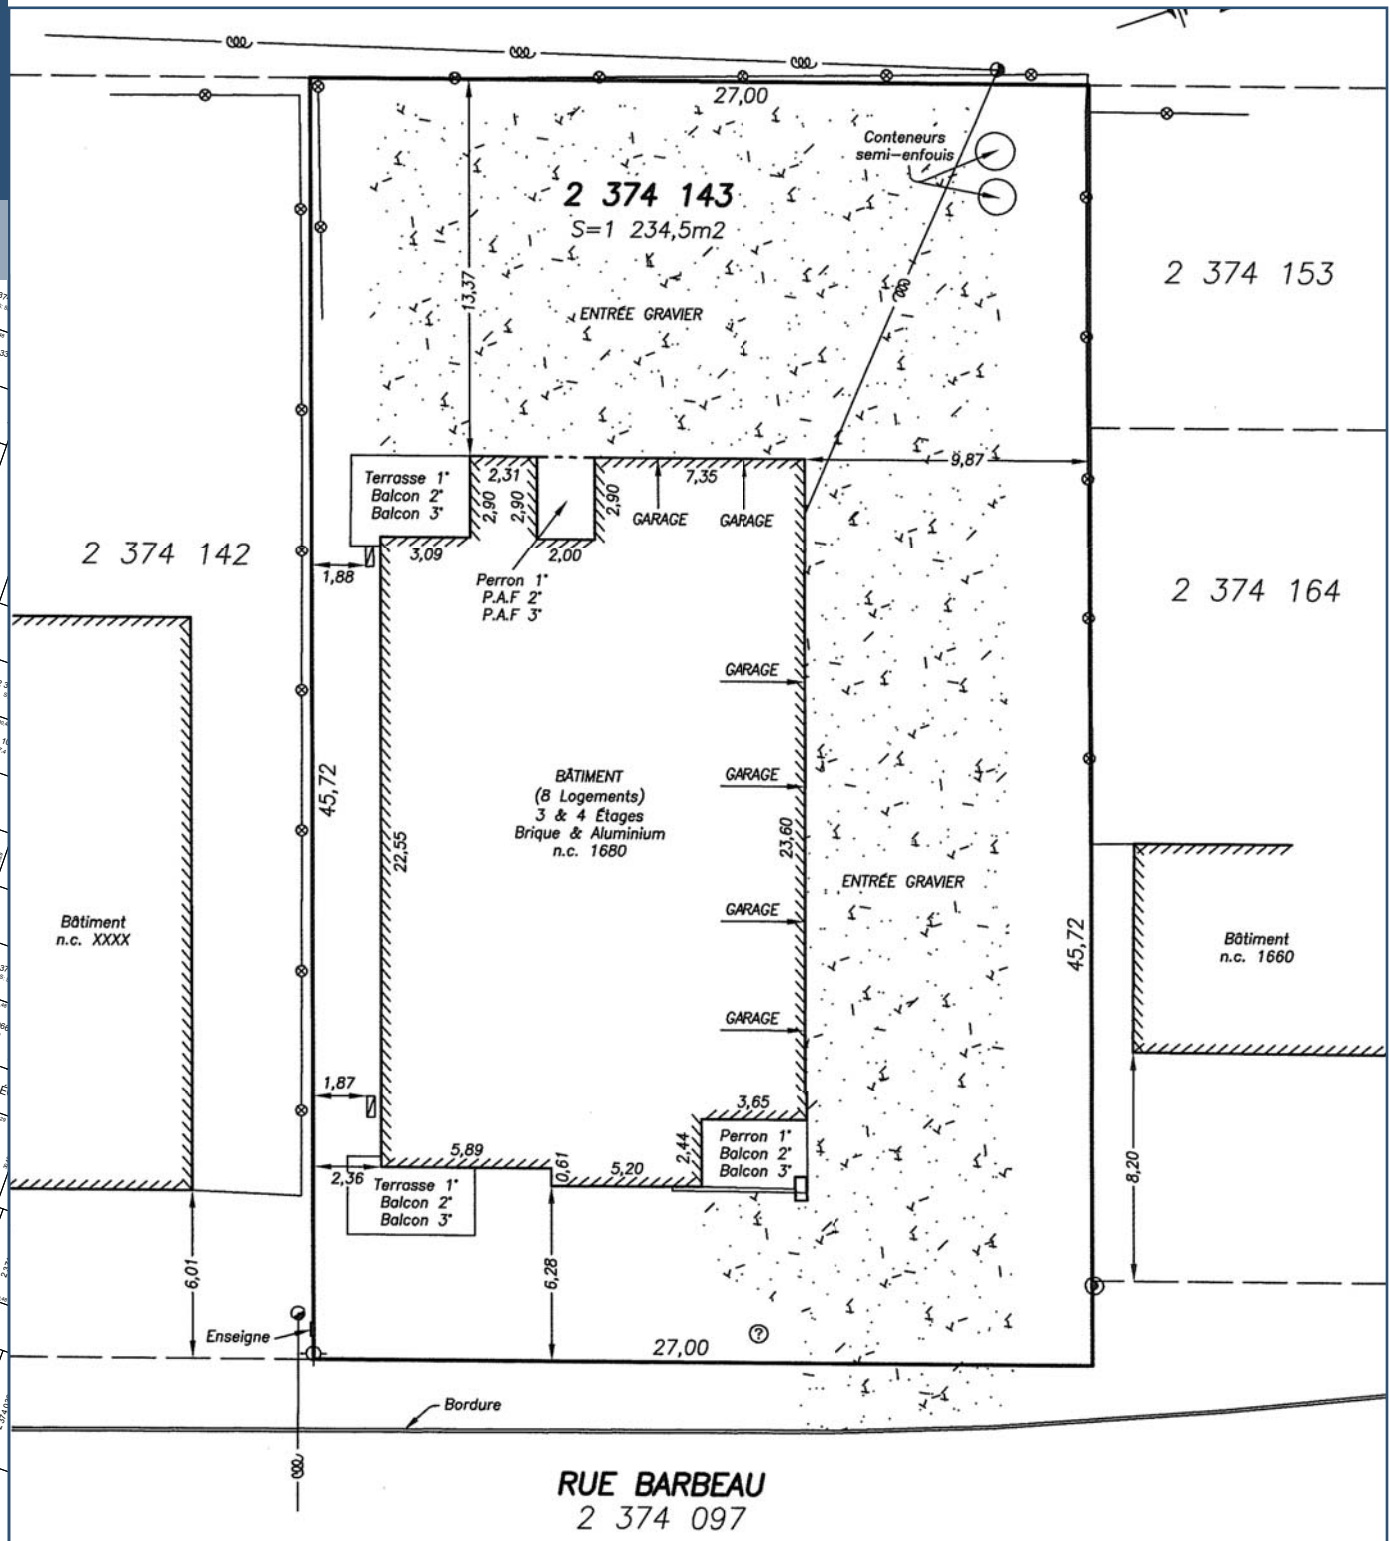 27,00
Conteneurs
semi-enfouis
2 374 143
S=1 234,5m2
2 374 153
13,37
ENTRÉE GRAVIER
9,87
Terrasse 1°
Balcon 2°
Balcon 3°
2,31
2,90
2,90
2,90
7,35
GARAGE
GARAGE
3,09
2,00
2 374 142
1,88
Perron 1°
P.A.F 2°
P.A.F 3°
2 374 164
GARAGE
45,72
BÂTIMENT
(8 Logements)
3 & 4 Étages
Brique & Aluminium
n.c. 1680
GARAGE
22,55
23,60
ENTRÉE GRAVIER
GARAGE
Bâtiment
n.c. XXXX
45,72
Bâtiment
n.c. 1660
GARAGE
1,87
3,65
Perron 1°
Balcon 2°
Balcon 3°
2,44
5,89
0,61
5,20
2,36
Terrasse 1°
Balcon 2°
Balcon 3°
8,20
6,01
6,28
Enseigne
?
27,00
Bordure
RUE BARBEAU
2 374 097